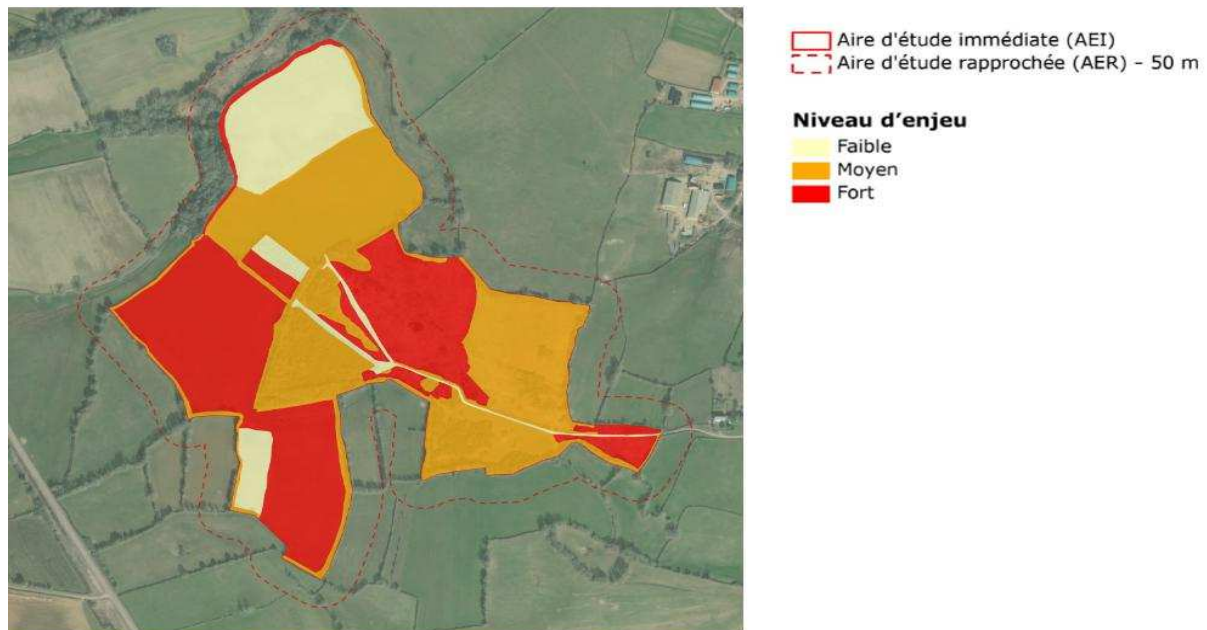 Aire d'étude immédiate (AEI)
Aire d'étude rapprochée (AER) – 50 m
Niveau d'enjeu
Faible
Moyen
Fort